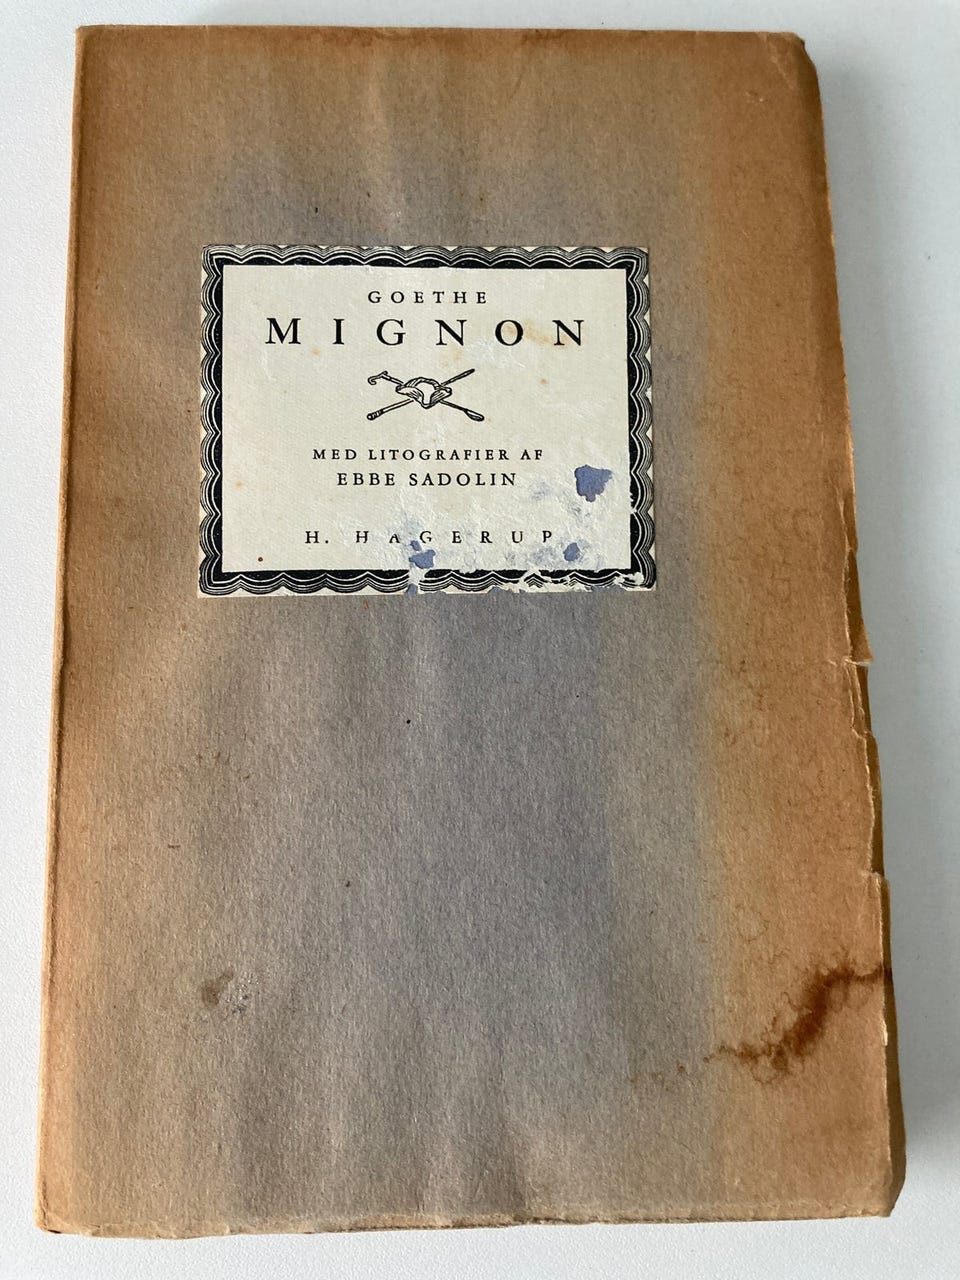 GOETHE
MIGNON
MED LITOGRAFIER AF
EBBE SADOLIN
H. HAGERUP